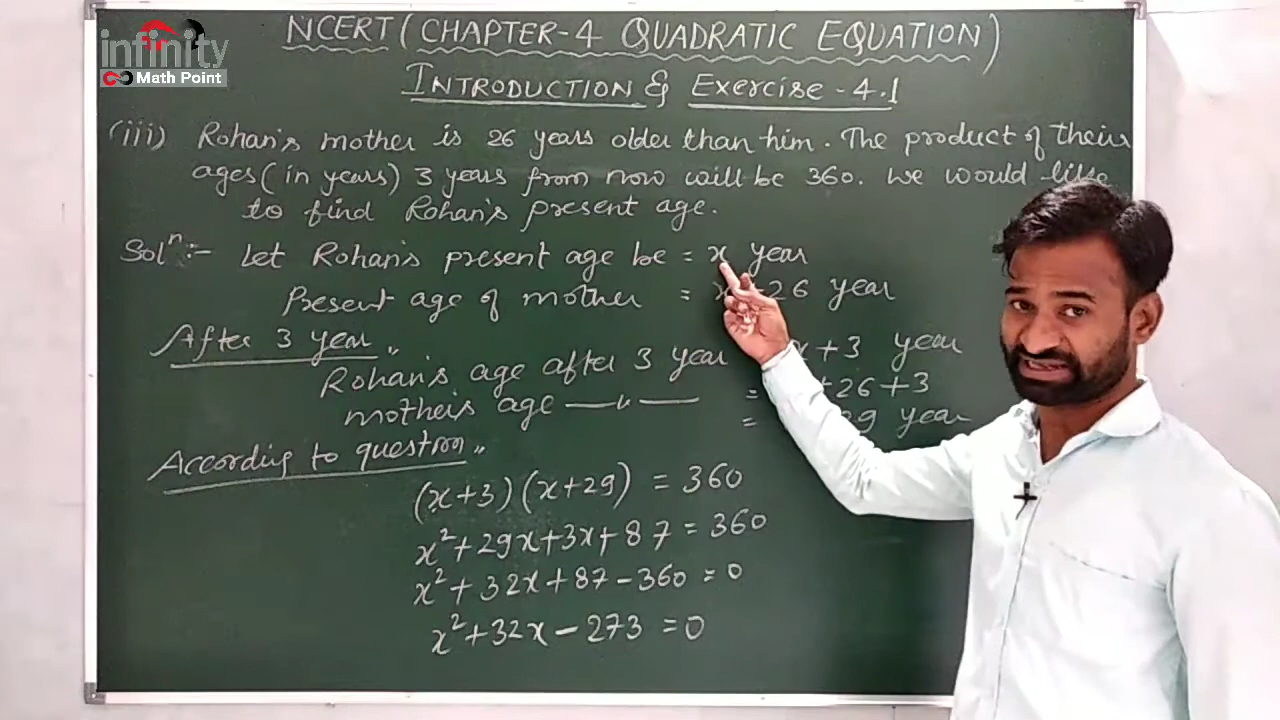 infinity
Math Point
NCERT (CHAPTER-4 QUADRATIC EQUATION)
INTRODUCTION & Exercise - 4.1
(iii) Rohan's mother is 26 years older than him. The product of their
ages (in years) 3 years from now will be 360. We would like
to find Rohan's present age.
Solⁿ:- Let Rohan's present age be = x year
Present age of mother = x 26 year
After 3 year,,
Rohan's age after 3 year x+3 year
mother's age —〃— = +26+3
= 29 year
According to question,,
(x+3)(x+29) = 360
x²+29x+3x+87 = 360
x²+32x+87-360 = 0
x²+32x-273 = 0